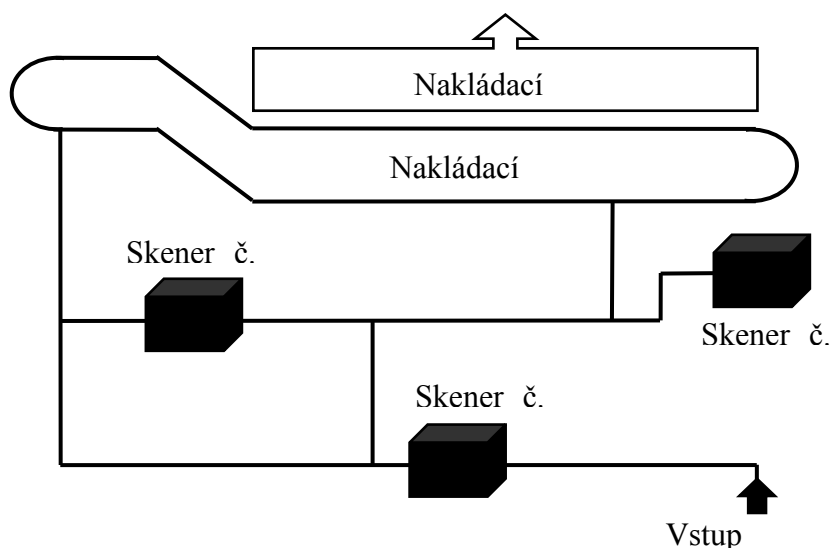 Nakládací
Nakládací
Skener č.
Skener č.
Skener č.
Vstup